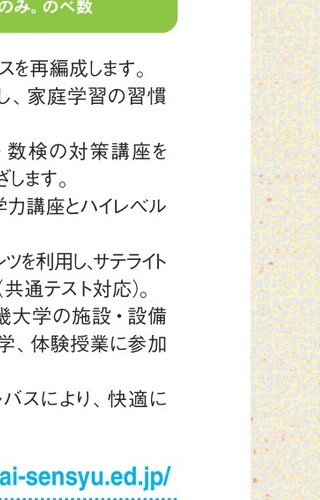 のみ。のべ数
スを再編成します。
し、家庭学習の習慣
・数検の対策講座を
ざします。
学力講座とハイレベル
ンツを利用し、サテライト
（共通テスト対応）。
畿大学の施設・設備
学、体験授業に参加
バスにより、快適に
ai-sensyu.ed.jp/